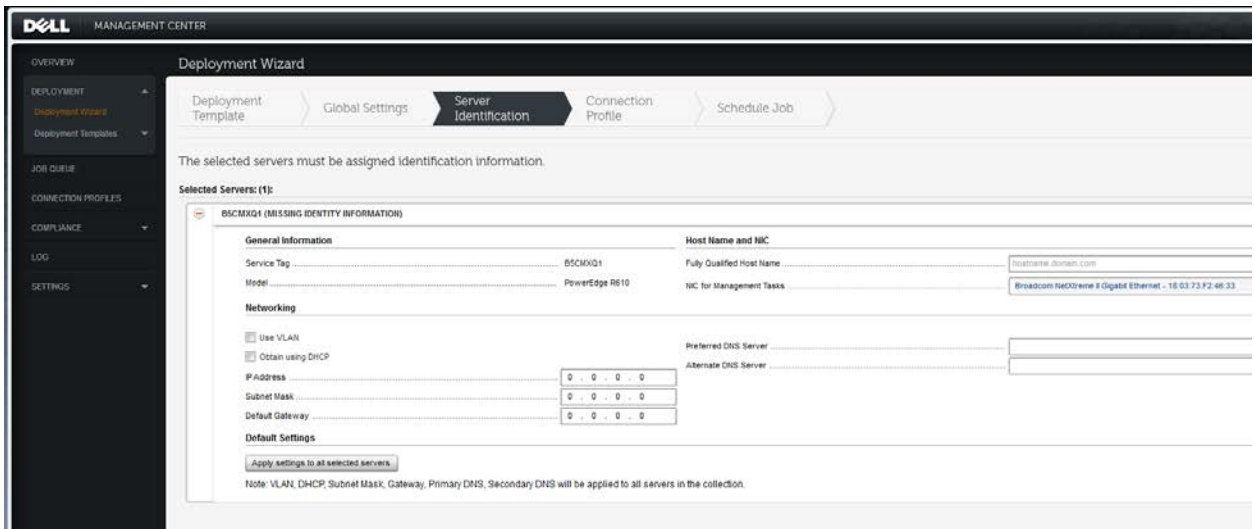 DELL MANAGEMENT CENTER
OVERVIEW
DEPLOYMENT
Deployment Wizard
Deployment Templates
JOB QUEUE
CONNECTION PROFILES
COMPLIANCE
LOG
SETTINGS
Deployment Wizard
Deployment Template
Global Settings
Server Identification
Connection Profile
Schedule Job
The selected servers must be assigned identification information.
Selected Servers: (1):
B5CMXQ1 (MISSING IDENTITY INFORMATION)
General Information
Service Tag B5CMXQ1
Model PowerEdge R610
Host Name and NIC
Fully Qualified Host Name hostname.domain.com
NIC for Management Tasks Broadcom NetXtreme II Gigabit Ethernet - 18:03:73:F2:46:33
Networking
Use VLAN
Obtain using DHCP
IP Address 0 . 0 . 0 . 0
Subnet Mask 0 . 0 . 0 . 0
Default Gateway 0 . 0 . 0 . 0
Preferred DNS Server
Alternate DNS Server
Default Settings
Apply settings to all selected servers
Note: VLAN, DHCP, Subnet Mask, Gateway, Primary DNS, Secondary DNS will be applied to all servers in the collection.